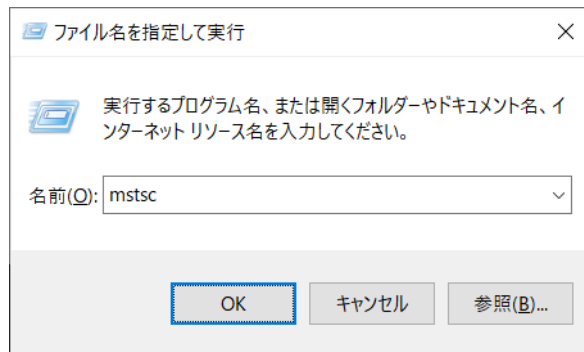 ファイル名を指定して実行
実行するプログラム名、または開くフォルダーやドキュメント名、イ
ンターネット リソース名を入力してください。
名前(O): mstsc
OK キャンセル 参照(B)...